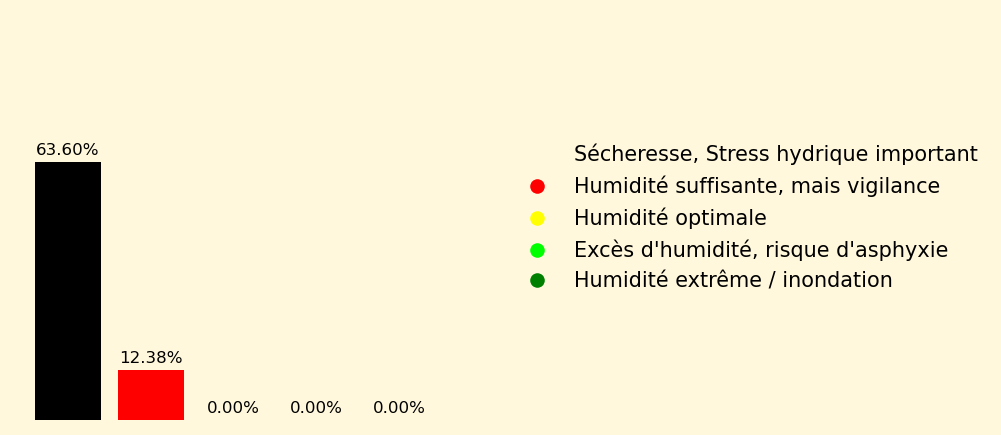 63.60%
12.38%
0.00%
0.00%
0.00%
Sécheresse, Stress hydrique important
Humidité suffisante, mais vigilance
Humidité optimale
Excès d'humidité, risque d'asphyxie
Humidité extrême / inondation